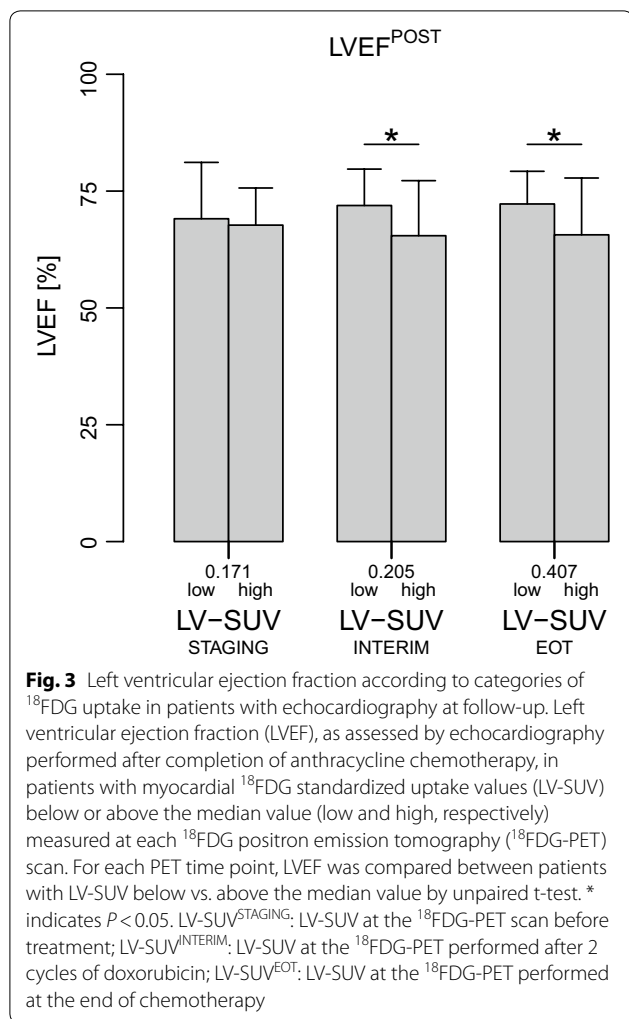 LVEF^POST
100
75
50
25
0
LVEF [%]
* *
0.171 0.205 0.407
low high low high low high
LV−SUV LV−SUV LV−SUV
STAGING INTERIM EOT
Fig. 3 Left ventricular ejection fraction according to categories of
¹⁸FDG uptake in patients with echocardiography at follow-up. Left
ventricular ejection fraction (LVEF), as assessed by echocardiography
performed after completion of anthracycline chemotherapy, in
patients with myocardial ¹⁸FDG standardized uptake values (LV-SUV)
below or above the median value (low and high, respectively)
measured at each ¹⁸FDG positron emission tomography (¹⁸FDG-PET)
scan. For each PET time point, LVEF was compared between patients
with LV-SUV below vs. above the median value by unpaired t-test. *
indicates P < 0.05. LV-SUV^STAGING: LV-SUV at the ¹⁸FDG-PET scan before
treatment; LV-SUV^INTERIM: LV-SUV at the ¹⁸FDG-PET performed after 2
cycles of doxorubicin; LV-SUV^EOT: LV-SUV at the ¹⁸FDG-PET performed
at the end of chemotherapy